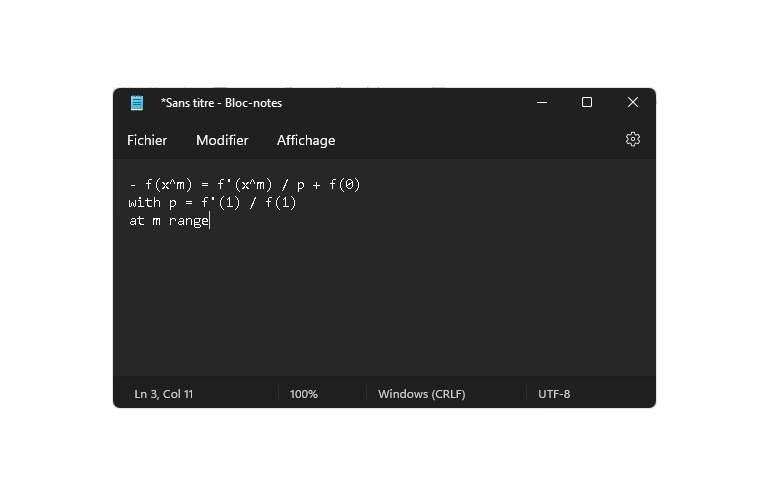 *Sans titre - Bloc-notes
Fichier Modifier Affichage
- f(x^m) = f'(x^m) / p + f(0)
with p = f'(1) / f(1)
at m range
Ln 3, Col 11 100% Windows (CRLF) UTF-8